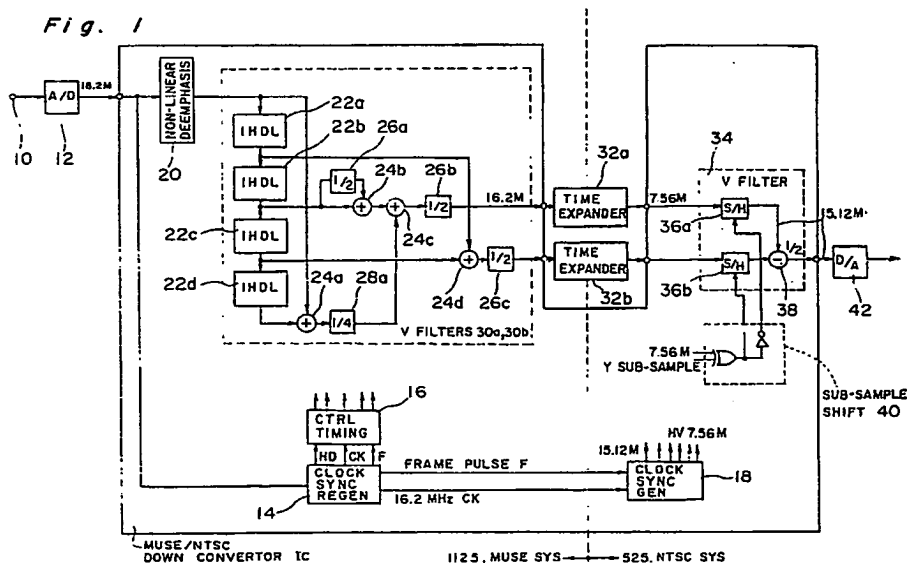 Fig. 1
10
A/D
12
16.2M
NON-LINEAR DEEMPHASIS
20
1HDL
22a
1HDL
22b
1HDL
22c
1HDL
22d
1/2
26a
24b
24c
1/2
26b
16.2M
24d
1/2
26c
24a
1/4
28a
V FILTERS 30a,30b
32a
TIME
EXPANDER
7.56M
TIME
EXPANDER
32b
34
V FILTER
S/H
36a
S/H
36b
15.12M
1/2
38
D/A
42
7.56M
Y SUB-SAMPLE
SUB-SAMPLE
SHIFT 40
16
CTRL
TIMING
HD
CK
F
CLOCK
SYNC
REGEN
14
FRAME PULSE F
16.2 MHz CK
15.12M
HV 7.56M
CLOCK
SYNC
GEN
18
MUSE/NTSC
DOWN CONVERTOR IC
1125. MUSE SYS
525. NTSC SYS